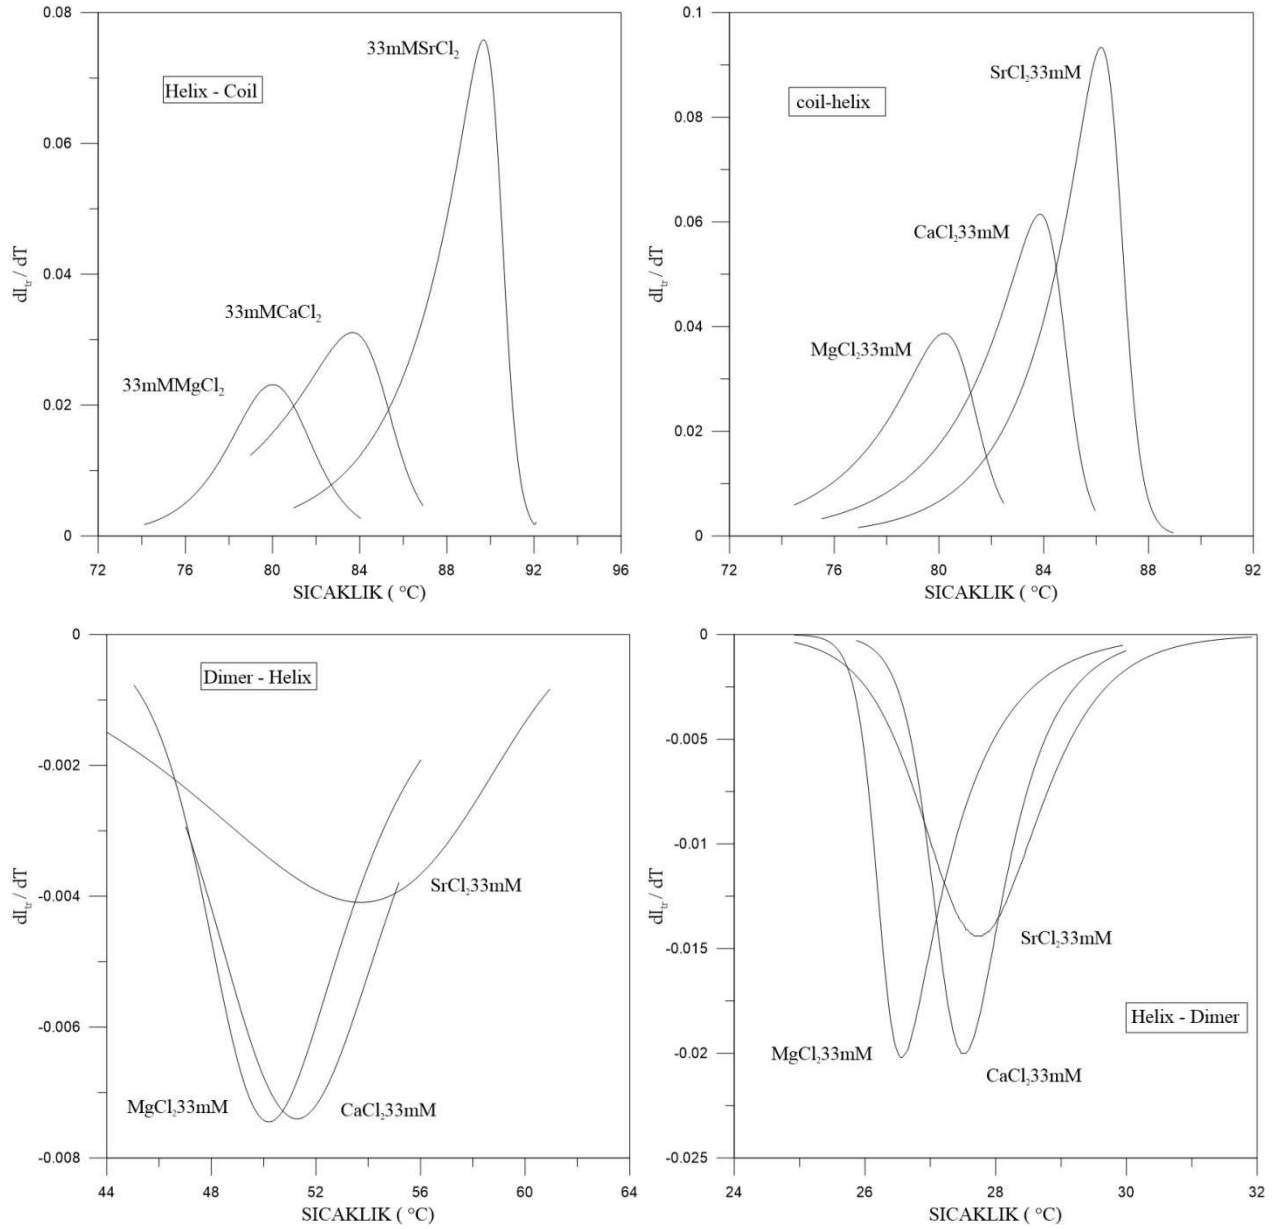 0.08
0.06
0.04
0.02
0
dI_tr / dT
Helix - Coil
33mMSrCl₂
33mMCaCl₂
33mMMgCl₂
72 76 80 84 88 92 96
SICAKLIK ( °C)
0.1
0.08
0.06
0.04
0.02
0
dI_tr / dT
coil-helix
SrCl₂33mM
CaCl₂33mM
MgCl₂33mM
72 76 80 84 88 92
SICAKLIK ( °C)
0
-0.002
-0.004
-0.006
-0.008
dI_tr / dT
Dimer - Helix
SrCl₂33mM
MgCl₂33mM
CaCl₂33mM
44 48 52 56 60 64
SICAKLIK ( °C)
0
-0.005
-0.01
-0.015
-0.02
-0.025
dI_tr / dT
SrCl₂33mM
Helix - Dimer
MgCl₂33mM
CaCl₂33mM
24 26 28 30 32
SICAKLIK ( °C)